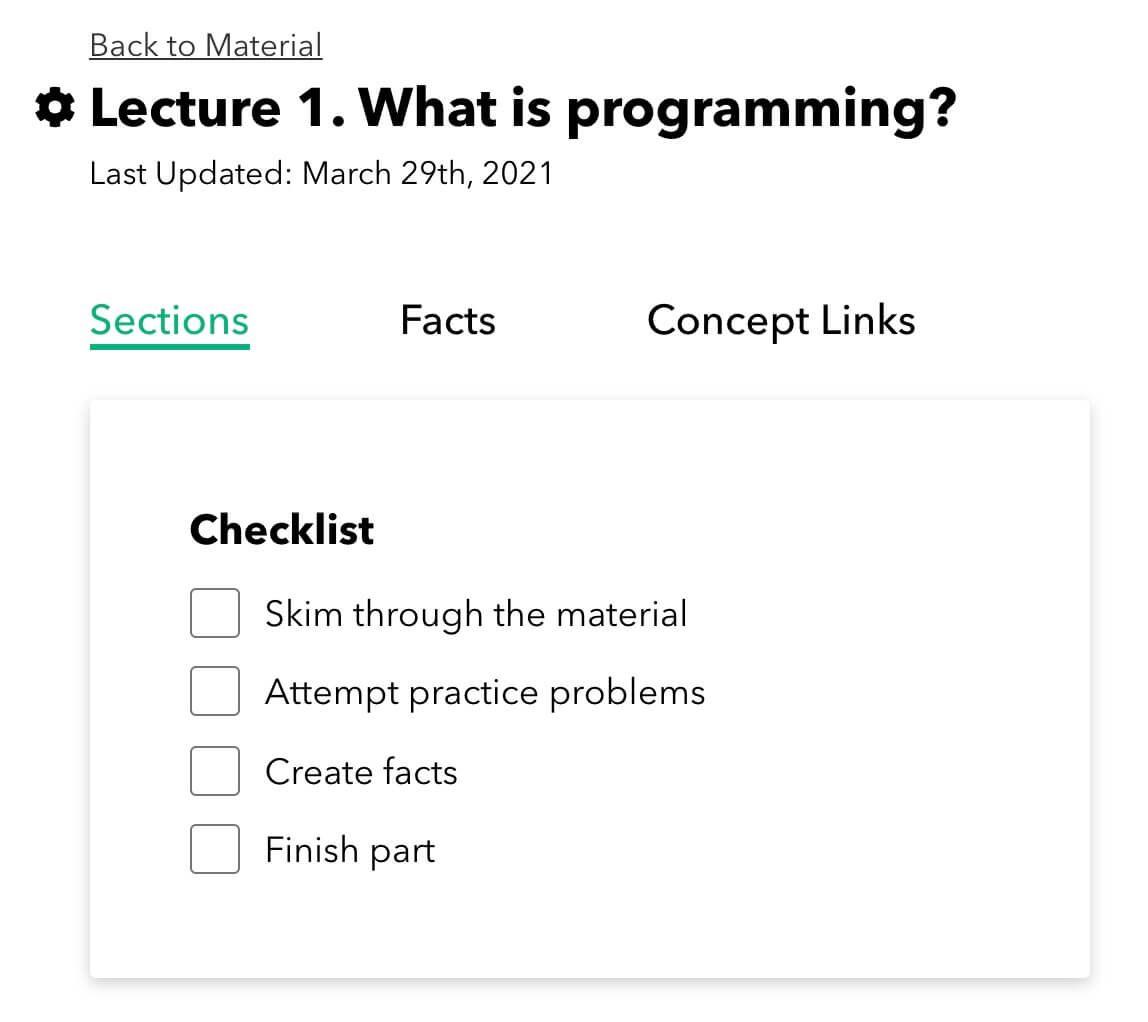 Back to Material
Lecture 1. What is programming?
Last Updated: March 29th, 2021
Sections Facts Concept Links
Checklist
Skim through the material
Attempt practice problems
Create facts
Finish part